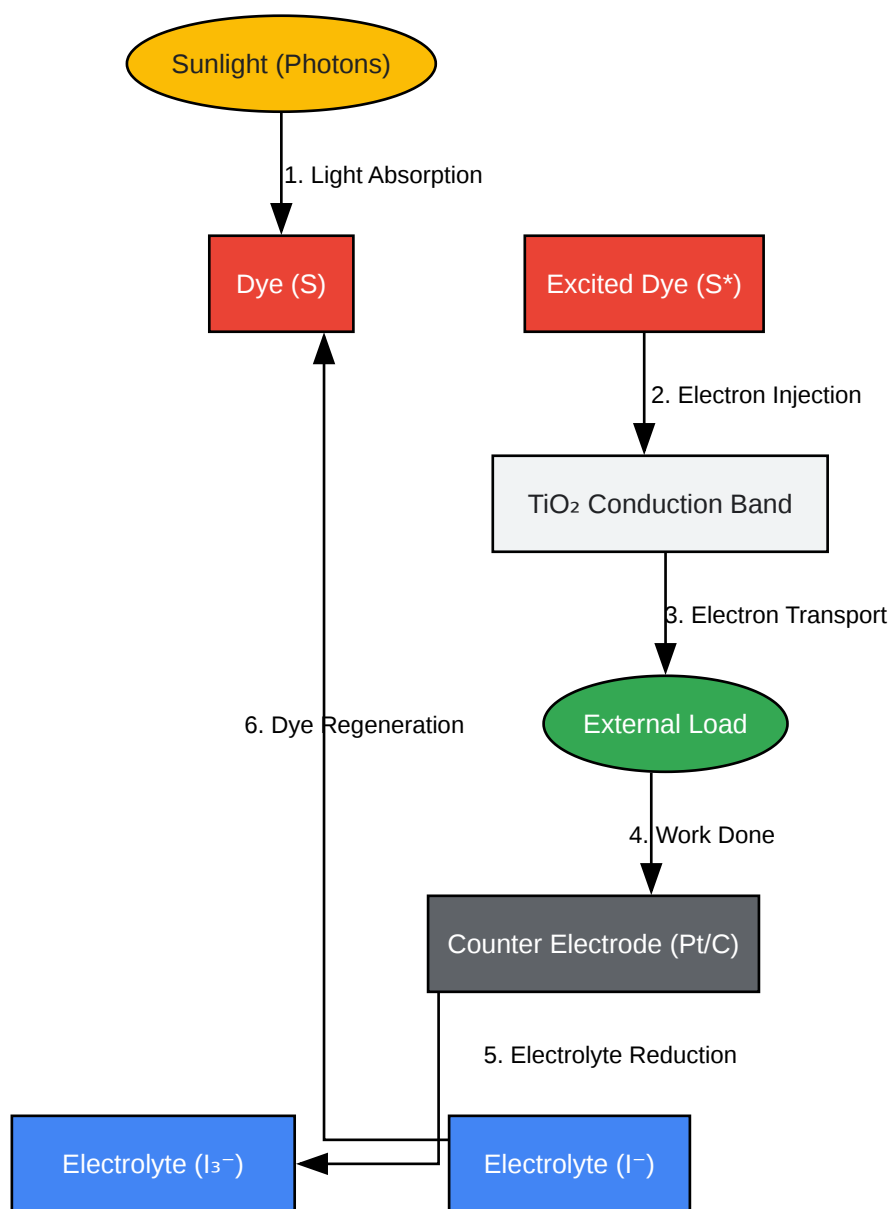 Sunlight (Photons)
1. Light Absorption
Dye (S)
Excited Dye (S*)
2. Electron Injection
TiO₂ Conduction Band
3. Electron Transport
6. Dye Regeneration
External Load
4. Work Done
Counter Electrode (Pt/C)
5. Electrolyte Reduction
Electrolyte (I₃⁻)
Electrolyte (I⁻)